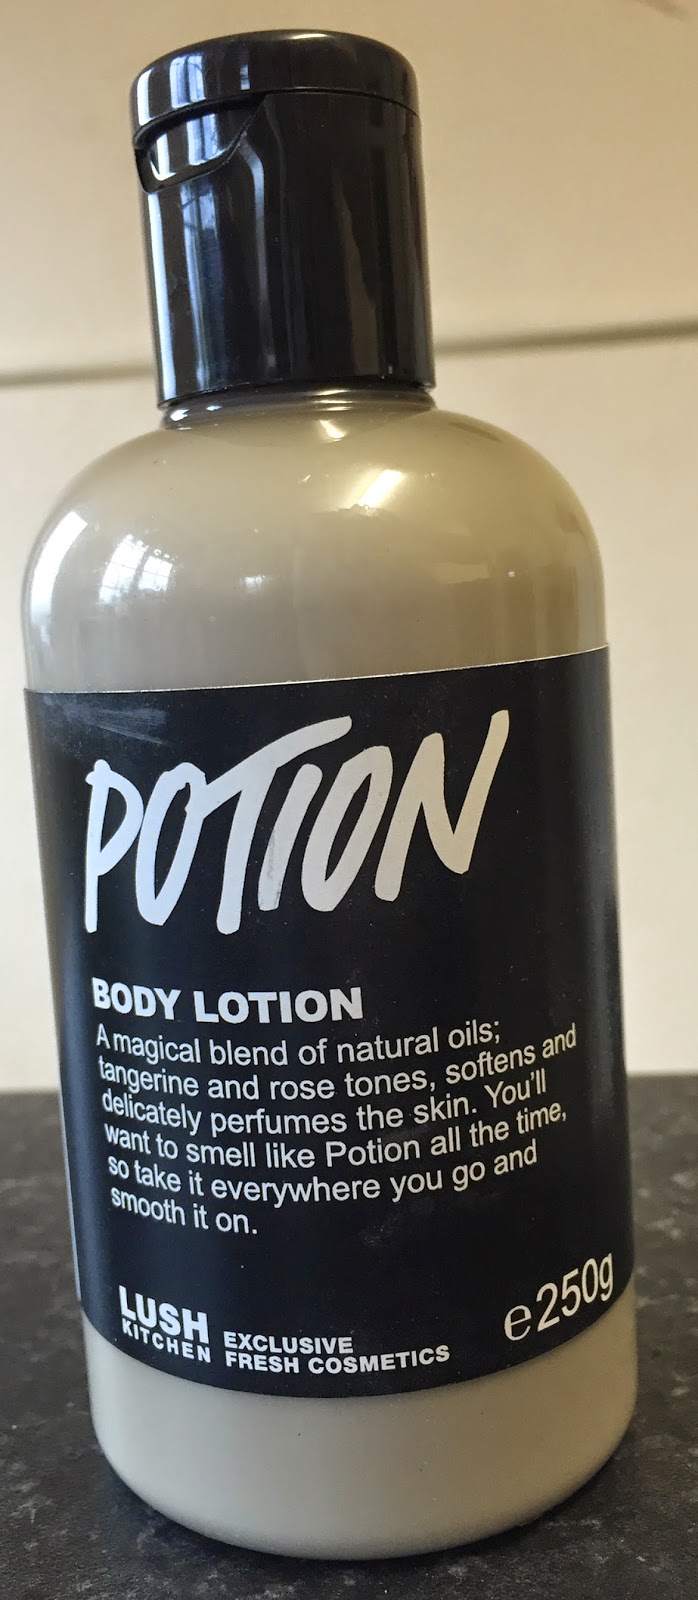 POTION
BODY LOTION
A magical blend of natural oils;
tangerine and rose tones, softens and
delicately perfumes the skin. You'll
want to smell like Potion all the time,
so take it everywhere you go and
smooth it on.
LUSH
KITCHEN
EXCLUSIVE
FRESH COSMETICS
℮250g